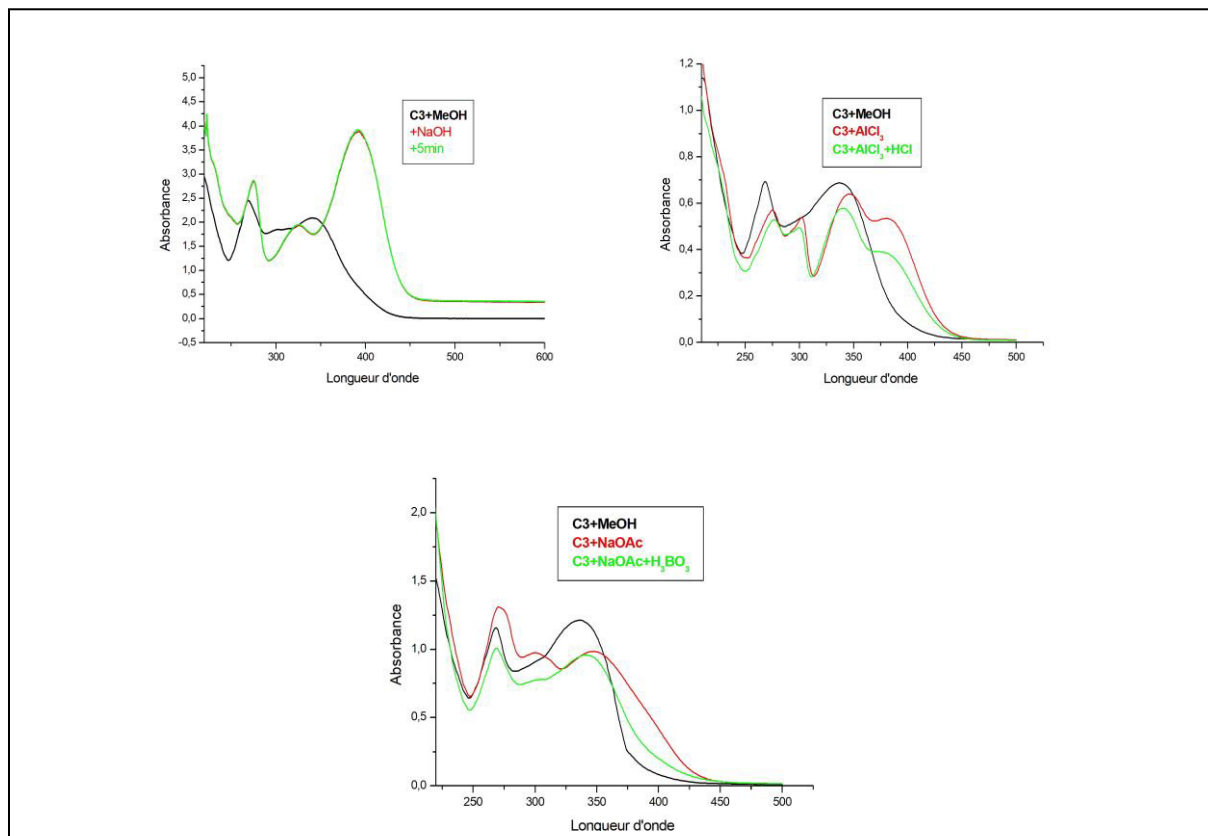 5,0
4,5
4,0
3,5
3,0
2,5
2,0
1,5
1,0
0,5
0,0
-0,5
Absorbance
C3+MeOH
+NaOH
+5min
300
400
500
600
Longueur d'onde
1,2
1,0
0,8
0,6
0,4
0,2
0,0
Absorbance
C3+MeOH
C3+AlCl3
C3+AlCl3+HCl
250
300
350
400
450
500
Longueur d'onde
2,0
1,5
1,0
0,5
0,0
Absorbance
C3+MeOH
C3+NaOAc
C3+NaOAc+H3BO3
250
300
350
400
450
500
Longueur d'onde